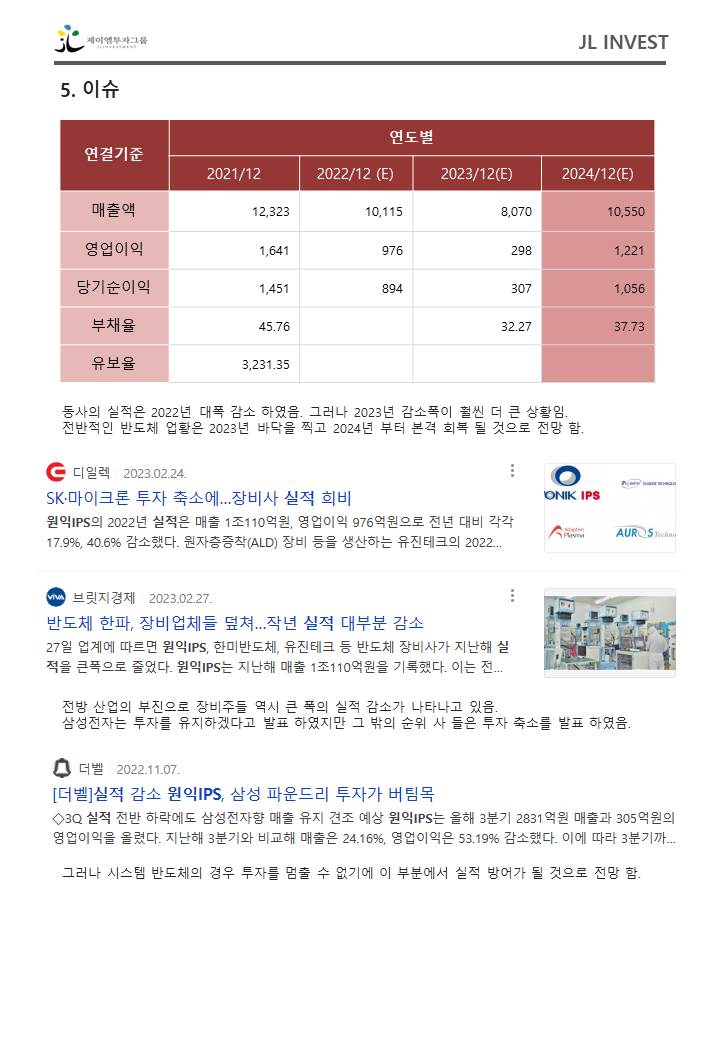 제이엘투자그룹
JLINVESTMENT
JL INVEST
5. 이슈
연결기준 연도별
2021/12 2022/12 (E) 2023/12(E) 2024/12(E)
매출액 12,323 10,115 8,070 10,550
영업이익 1,641 976 298 1,221
당기순이익 1,451 894 307 1,056
부채율 45.76 32.27 37.73
유보율 3,231.35
동사의 실적은 2022년 대폭 감소 하였음. 그러나 2023년 감소폭이 훨씬 더 큰 상황임.
전반적인 반도체 업황은 2023년 바닥을 찍고 2024년 부터 본격 회복 될 것으로 전망 함.
디일렉 2023.02.24.
SK·마이크론 투자 축소에...장비사 실적 희비
원익IPS의 2022년 실적은 매출 1조110억원, 영업이익 976억원으로 전년 대비 각각
17.9%, 40.6% 감소했다. 원자층증착(ALD) 장비 등을 생산하는 유진테크의 2022...
ONIK IPS
Adaptive Plasma
AUROS Techno
VIVA 브릿지경제 2023.02.27.
반도체 한파, 장비업체들 덮쳐...작년 실적 대부분 감소
27일 업계에 따르면 원익IPS, 한미반도체, 유진테크 등 반도체 장비사가 지난해 실
적을 큰폭으로 줄었다. 원익IPS는 지난해 매출 1조110억원을 기록했다. 이는 전...
전방 산업의 부진으로 장비주들 역시 큰 폭의 실적 감소가 나타나고 있음.
삼성전자는 투자를 유지하겠다고 발표 하였지만 그 밖의 순위 사 들은 투자 축소를 발표 하였음.
더벨 2022.11.07.
[더벨]실적 감소 원익IPS, 삼성 파운드리 투자가 버팀목
◇3Q 실적 전반 하락에도 삼성전자향 매출 유지 견조 예상 원익IPS는 올해 3분기 2831억원 매출과 305억원의
영업이익을 올렸다. 지난해 3분기와 비교해 매출은 24.16%, 영업이익은 53.19% 감소했다. 이에 따라 3분기까...
그러나 시스템 반도체의 경우 투자를 멈출 수 없기에 이 부분에서 실적 방어가 될 것으로 전망 함.